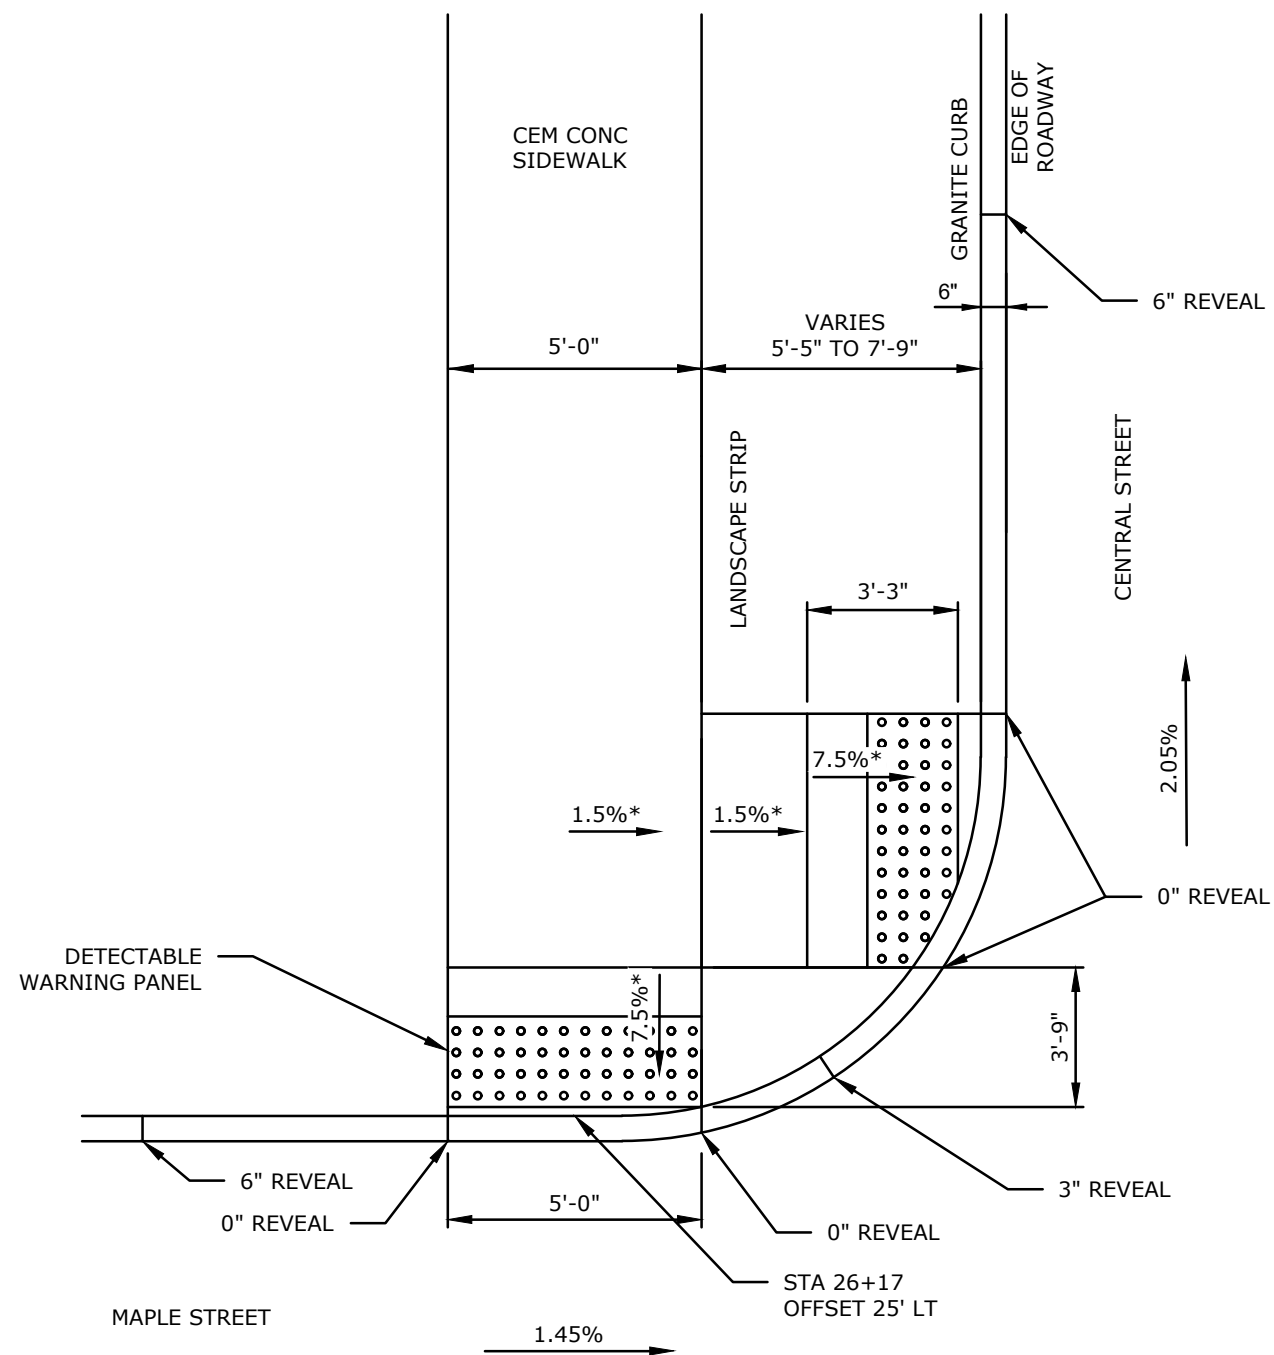 CEM CONC
SIDEWALK
GRANITE CURB
EDGE OF
ROADWAY
6" REVEAL
6"
VARIES
5'-5" TO 7'-9"
5'-0"
LANDSCAPE STRIP
CENTRAL STREET
3'-3"
2.05%
7.5%*
1.5%*
1.5%*
0" REVEAL
DETECTABLE
WARNING PANEL
7.5%*
3'-9"
6" REVEAL
0" REVEAL
5'-0"
3" REVEAL
0" REVEAL
STA 26+17
OFFSET 25' LT
MAPLE STREET
1.45%